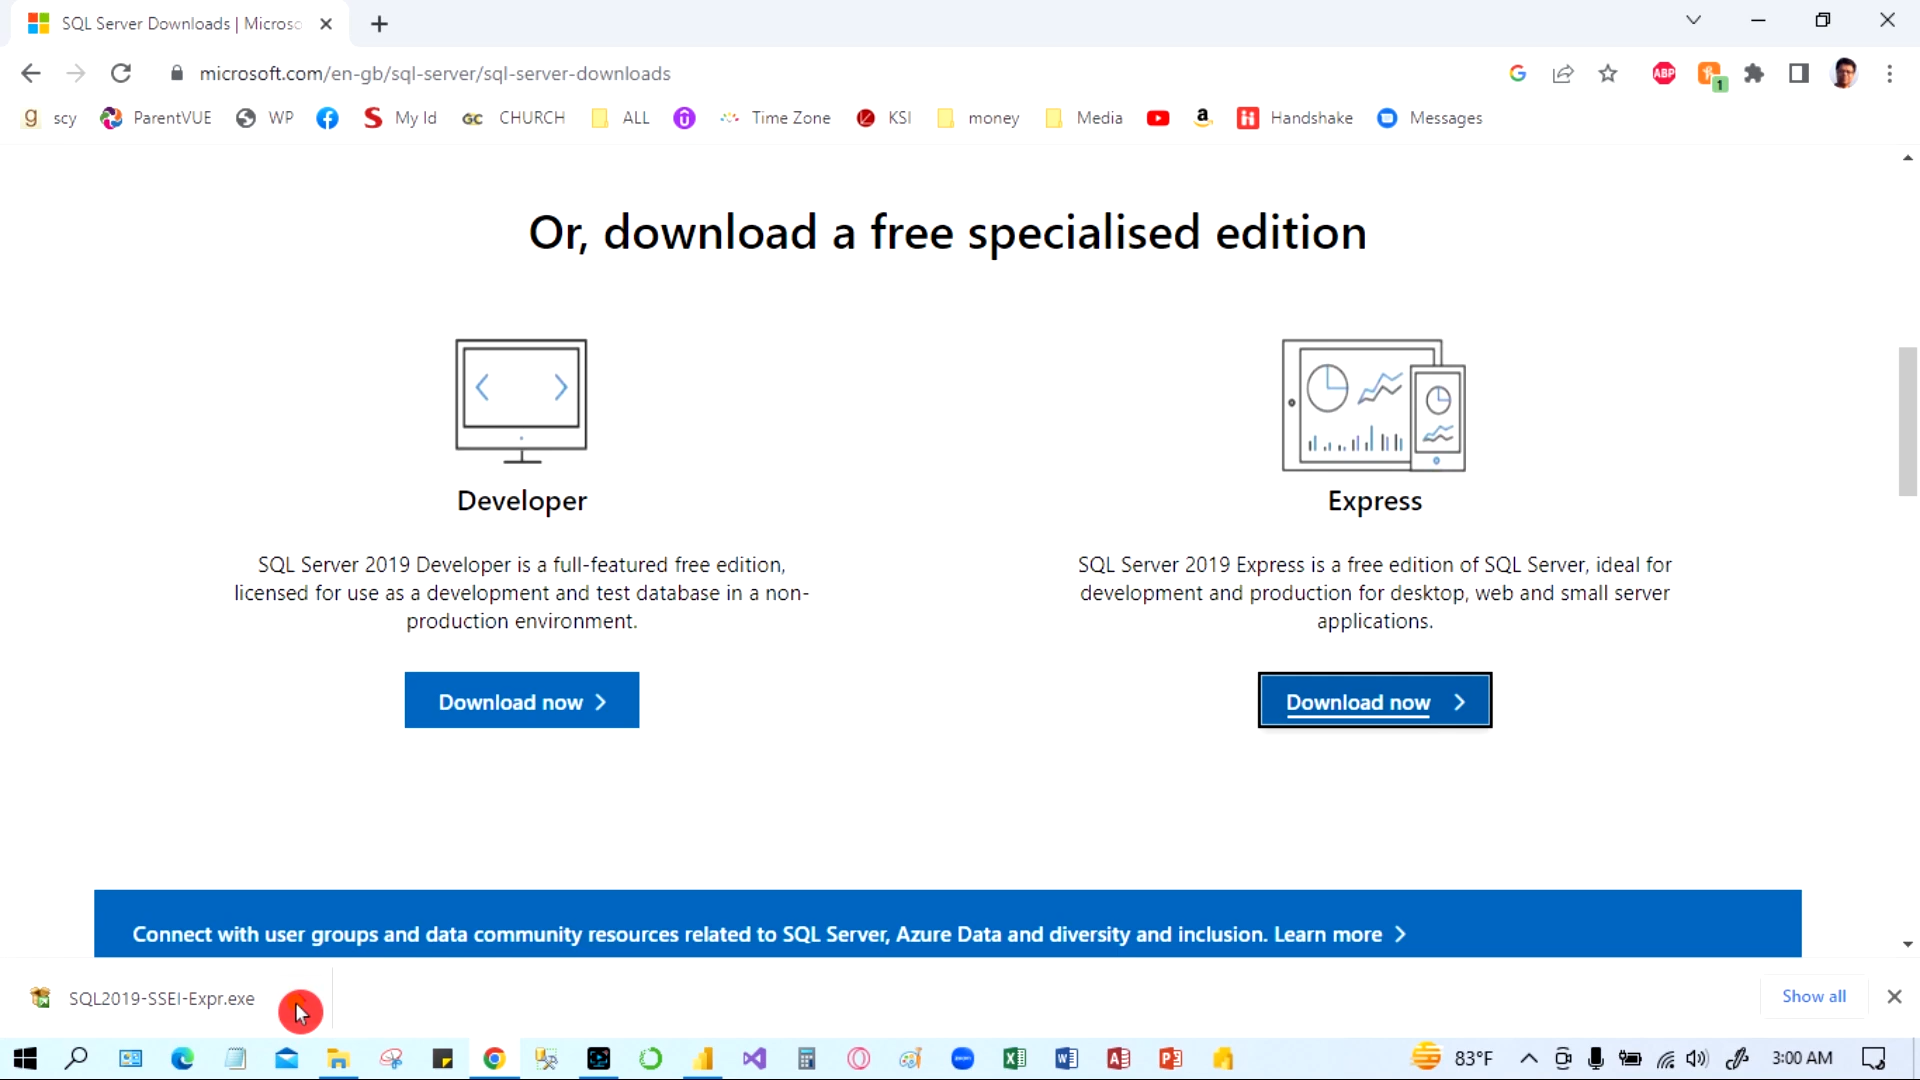 SQL Server Downloads | Microso
microsoft.com/en-gb/sql-server/sql-server-downloads
ABP
1
g scy ParentVUE WP My Id GC CHURCH ALL Time Zone KSI money Media a Handshake Messages
Or, download a free specialised edition
Developer
SQL Server 2019 Developer is a full-featured free edition,
licensed for use as a development and test database in a non-
production environment.
Download now
Express
SQL Server 2019 Express is a free edition of SQL Server, ideal for
development and production for desktop, web and small server
applications.
Download now
Connect with user groups and data community resources related to SQL Server, Azure Data and diversity and inclusion. Learn more
SQL2019-SSEI-Expr.exe
Show all
83°F
3:00 AM